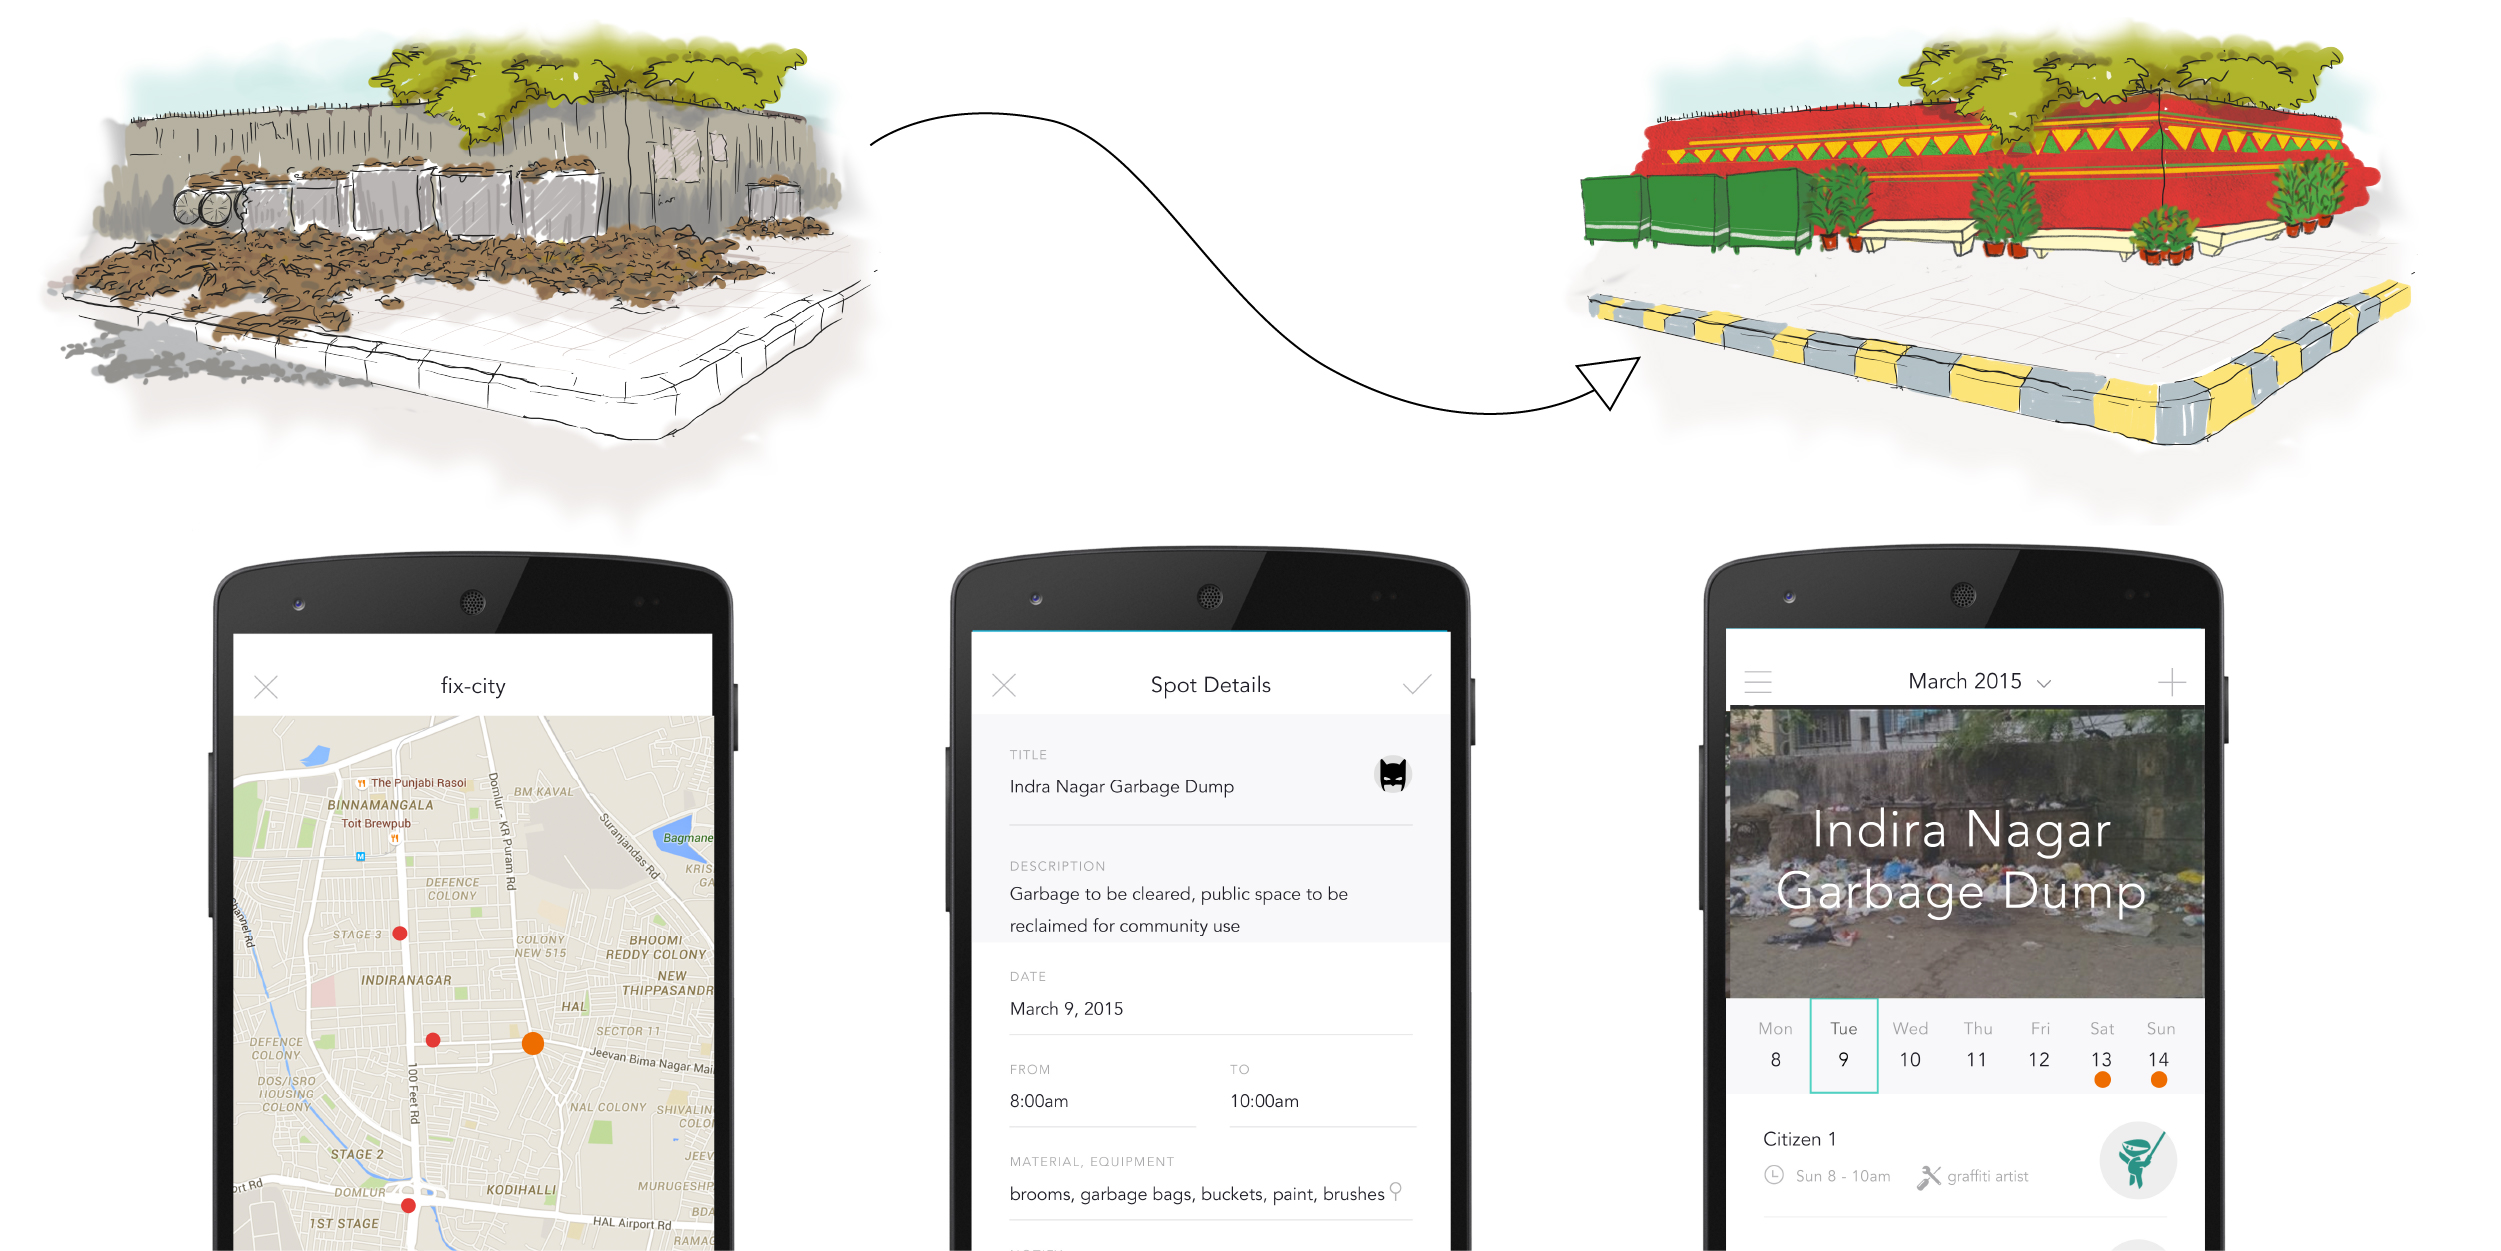 fix-city
The Punjabi Rasoi
BINNAMANGALA
Toit Brewpub
M
Domlur - KR Puram Rd
BM KAVAL
Suranjandas Rd
Bagmane
KRIS
GA
DEFENCE
COLONY
Channel Rd
STAGE 3
COLONY
NEW 515
BHOOMI
REDDY COLONY
INDIRANAGAR
NEW
THIPPASANDR
HAL
SECTOR 11
DEFENCE
COLONY
Jeevan Bima Nagar Mai
100 Feet Rd
DOS/ISRO
HOUSING
COLONY
NAL COLONY
SHIVALIN
COLO
STAGE 2
JEEV
ort Rd
DOMLUR
KODIHALLI
MURUGESHP
1ST STAGE
HAL Airport Rd
BDA
RAMAG
Spot Details
TITLE
Indra Nagar Garbage Dump
DESCRIPTION
Garbage to be cleared, public space to be
reclaimed for community use
DATE
March 9, 2015
FROM TO
8:00am 10:00am
MATERIAL, EQUIPMENT
brooms, garbage bags, buckets, paint, brushes
March 2015
Indira Nagar
Garbage Dump
Mon Tue Wed Thu Fri Sat Sun
8 9 10 11 12 13 14
Citizen 1
Sun 8 - 10am graffiti artist